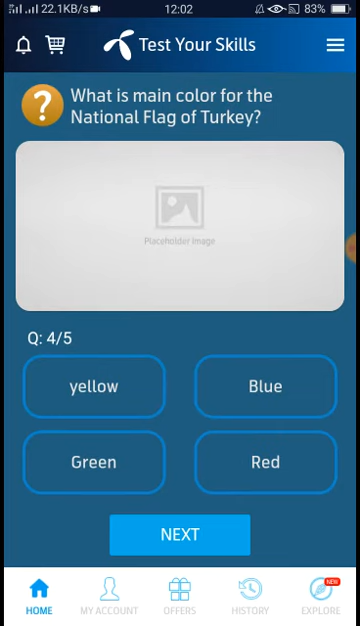 22.1KB/s 12:02 83%
Test Your Skills
?
What is main color for the
National Flag of Turkey?
Placeholder Image
Q: 4/5
yellow Blue
Green Red
NEXT
NEW
HOME MY ACCOUNT OFFERS HISTORY EXPLORE